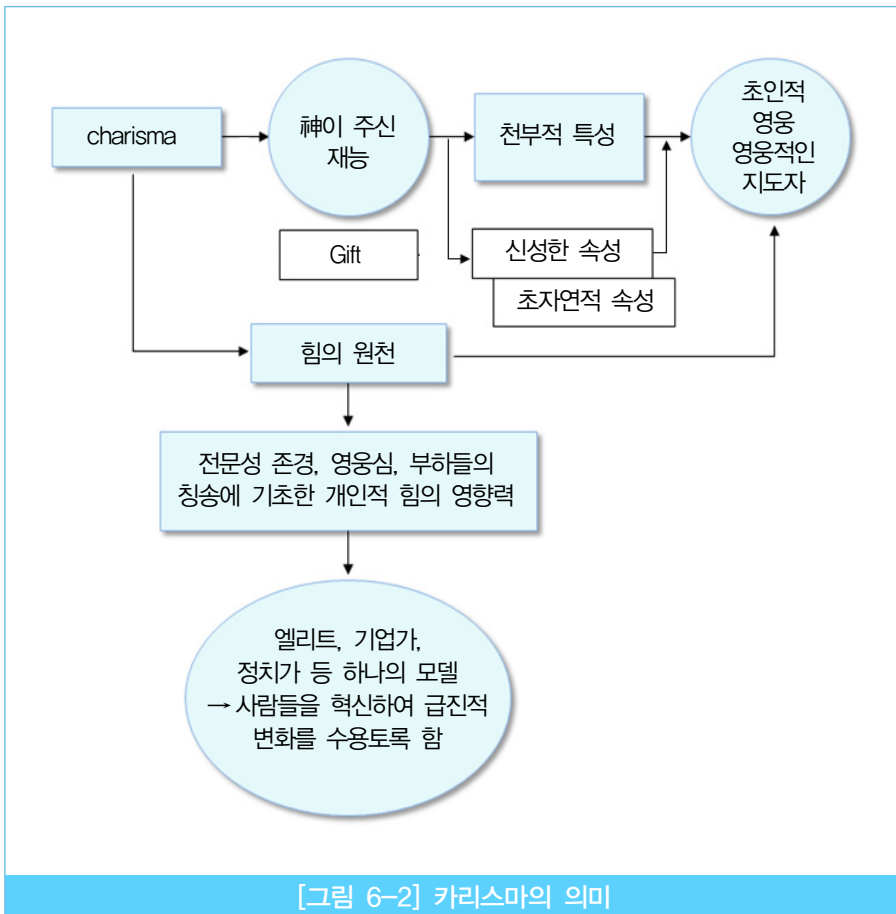 charisma
神이 주신
재능
천부적 특성
초인적
영웅
영웅적인
지도자
Gift
신성한 속성
초자연적 속성
힘의 원천
전문성 존경, 영웅심, 부하들의
칭송에 기초한 개인적 힘의 영향력
엘리트, 기업가,
정치가 등 하나의 모델
→ 사람들을 혁신하여 급진적
변화를 수용토록 함
[그림 6-2] 카리스마의 의미